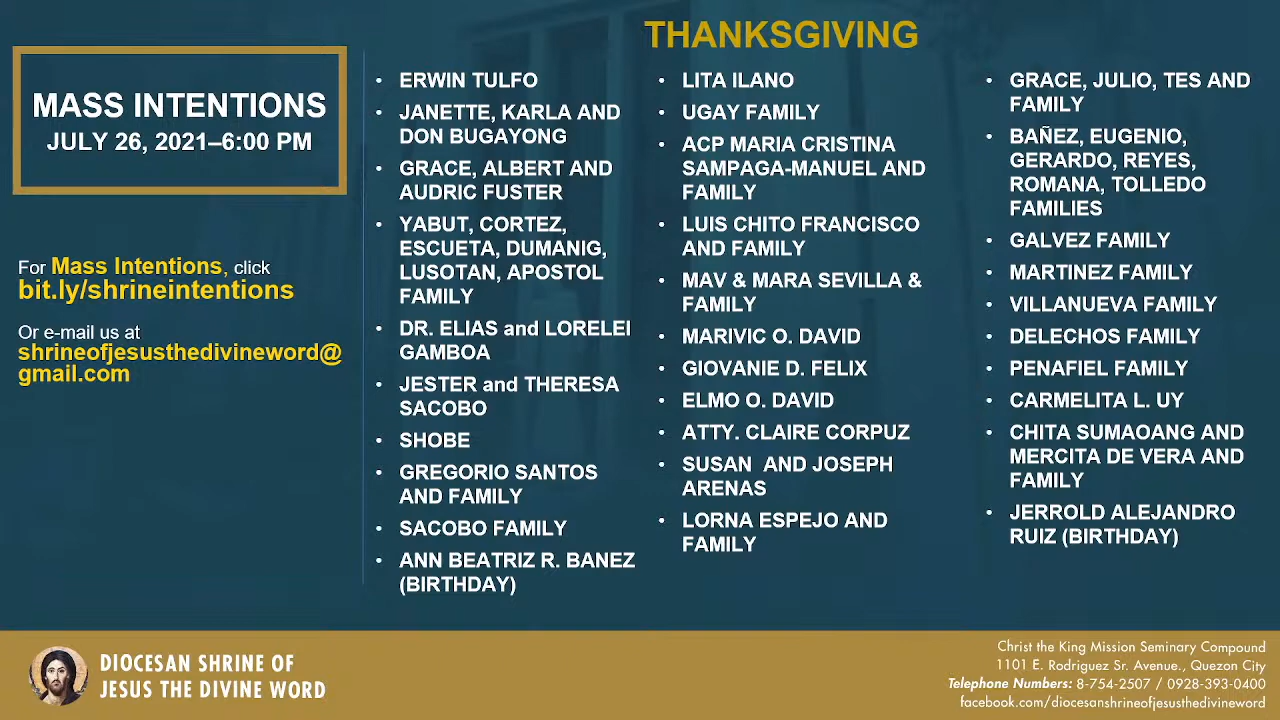 THANKSGIVING
MASS INTENTIONS
JULY 26, 2021–6:00 PM
For Mass Intentions, click
bit.ly/shrineintentions
Or e-mail us at
shrineofjesusthedivineword@
gmail.com
• ERWIN TULFO
• JANETTE, KARLA AND
DON BUGAYONG
• GRACE, ALBERT AND
AUDRIC FUSTER
• YABUT, CORTEZ,
ESCUETA, DUMANIG,
LUSOTAN, APOSTOL
FAMILY
• DR. ELIAS and LORELEI
GAMBOA
• JESTER and THERESA
SACOBO
• SHOBE
• GREGORIO SANTOS
AND FAMILY
• SACOBO FAMILY
• ANN BEATRIZ R. BANEZ
(BIRTHDAY)
• LITA ILANO
• UGAY FAMILY
• ACP MARIA CRISTINA
SAMPAGA-MANUEL AND
FAMILY
• LUIS CHITO FRANCISCO
AND FAMILY
• MAV & MARA SEVILLA &
FAMILY
• MARIVIC O. DAVID
• GIOVANIE D. FELIX
• ELMO O. DAVID
• ATTY. CLAIRE CORPUZ
• SUSAN AND JOSEPH
ARENAS
• LORNA ESPEJO AND
FAMILY
• GRACE, JULIO, TES AND
FAMILY
• BAÑEZ, EUGENIO,
GERARDO, REYES,
ROMANA, TOLLEDO
FAMILIES
• GALVEZ FAMILY
• MARTINEZ FAMILY
• VILLANUEVA FAMILY
• DELECHOS FAMILY
• PENAFIEL FAMILY
• CARMELITA L. UY
• CHITA SUMAOANG AND
MERCITA DE VERA AND
FAMILY
• JERROLD ALEJANDRO
RUIZ (BIRTHDAY)
DIOCESAN SHRINE OF
JESUS THE DIVINE WORD
Christ the King Mission Seminary Compound
1101 E. Rodriguez Sr. Avenue., Quezon City
Telephone Numbers: 8-754-2507 / 0928-393-0400
facebook.com/diocesanshrineofjesusthedivineword